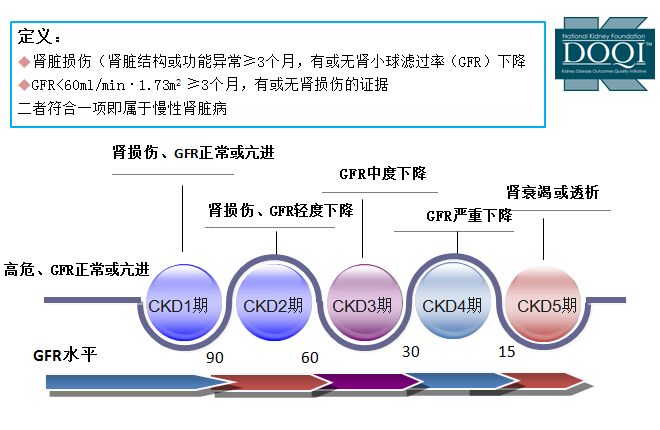 定义:
◆肾脏损伤(肾脏结构或功能异常≥3个月,有或无肾小球滤过率(GFR)下降
◆GFR<60ml/min·1.73m² ≥3个月,有或无肾损伤的证据
二者符合一项即属于慢性肾脏病
National Kidney Foundation
DOQI™
Kidney Disease Outcomes Quality Initiative
肾损伤、GFR正常或亢进
GFR中度下降
肾衰竭或透析
肾损伤、GFR轻度下降
GFR严重下降
高危、GFR正常或亢进
CKD1期
CKD2期
CKD3期
CKD4期
CKD5期
GFR水平
90
60
30
15